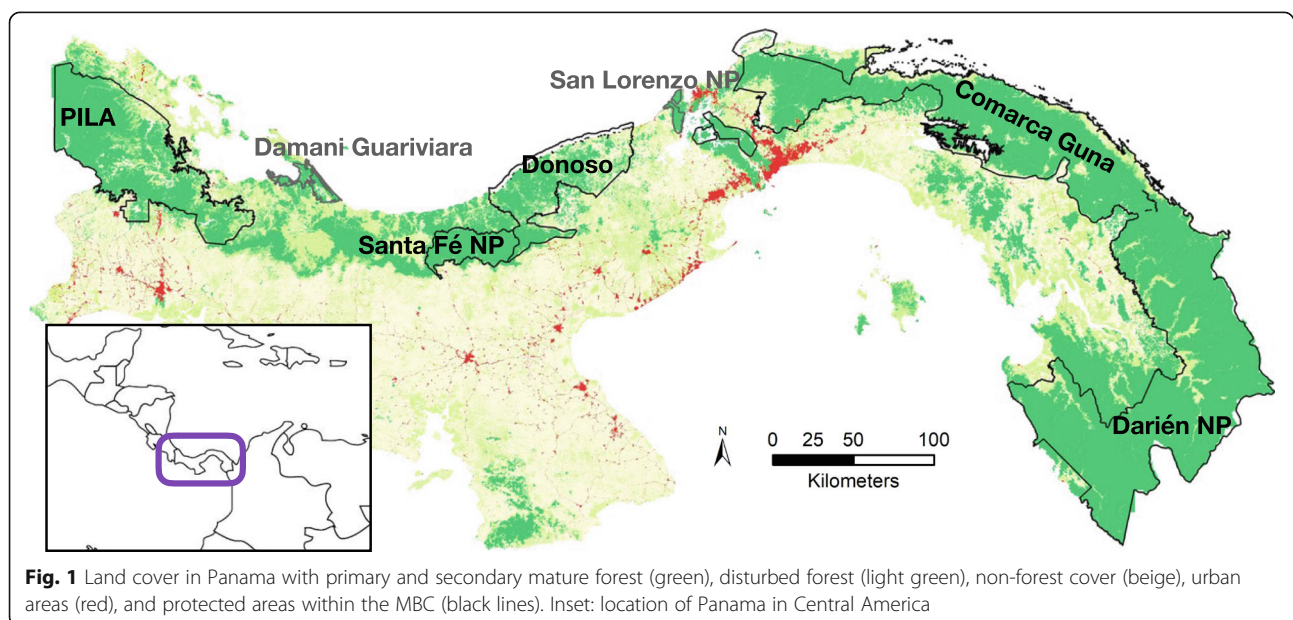 San Lorenzo NP
PILA
Comarca Guna
Damani Guariviara
Donoso
Santa Fé NP
Darién NP
N
0 25 50 100
Kilometers
Fig. 1 Land cover in Panama with primary and secondary mature forest (green), disturbed forest (light green), non-forest cover (beige), urban
areas (red), and protected areas within the MBC (black lines). Inset: location of Panama in Central America